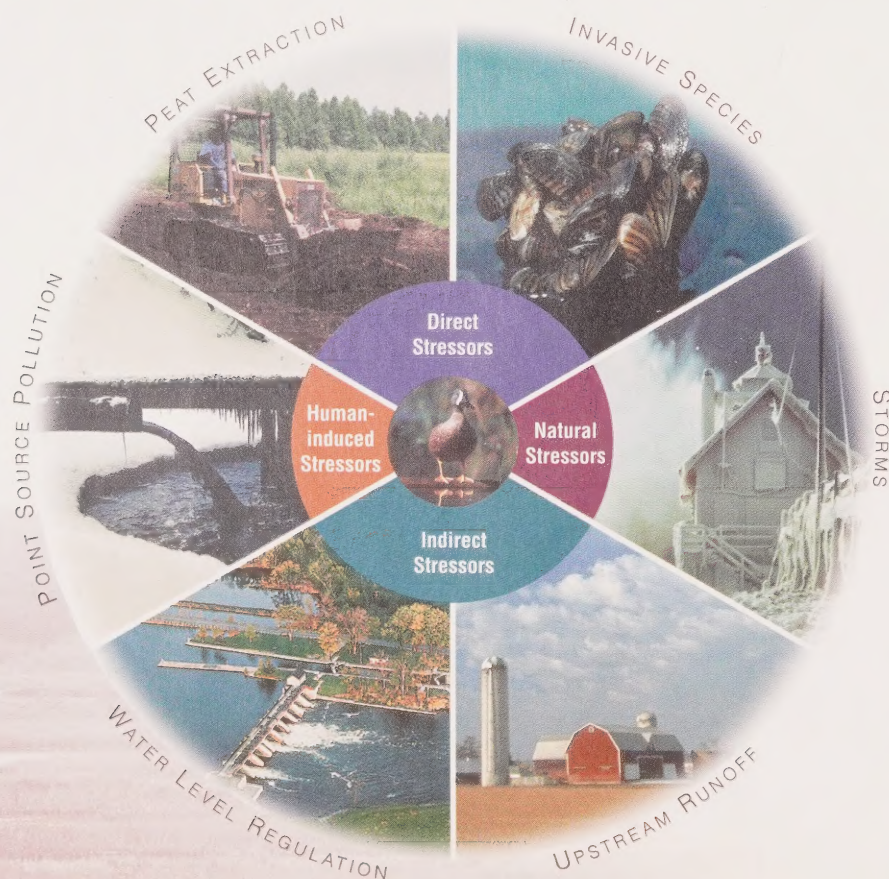 PEAT EXTRACTION
INVASIVE SPECIES
POINT SOURCE POLLUTION
STORMS
Direct
Stressors
Human-
induced
Stressors
Natural
Stressors
Indirect
Stressors
WATER LEVEL REGULATION
UPSTREAM RUNOFF